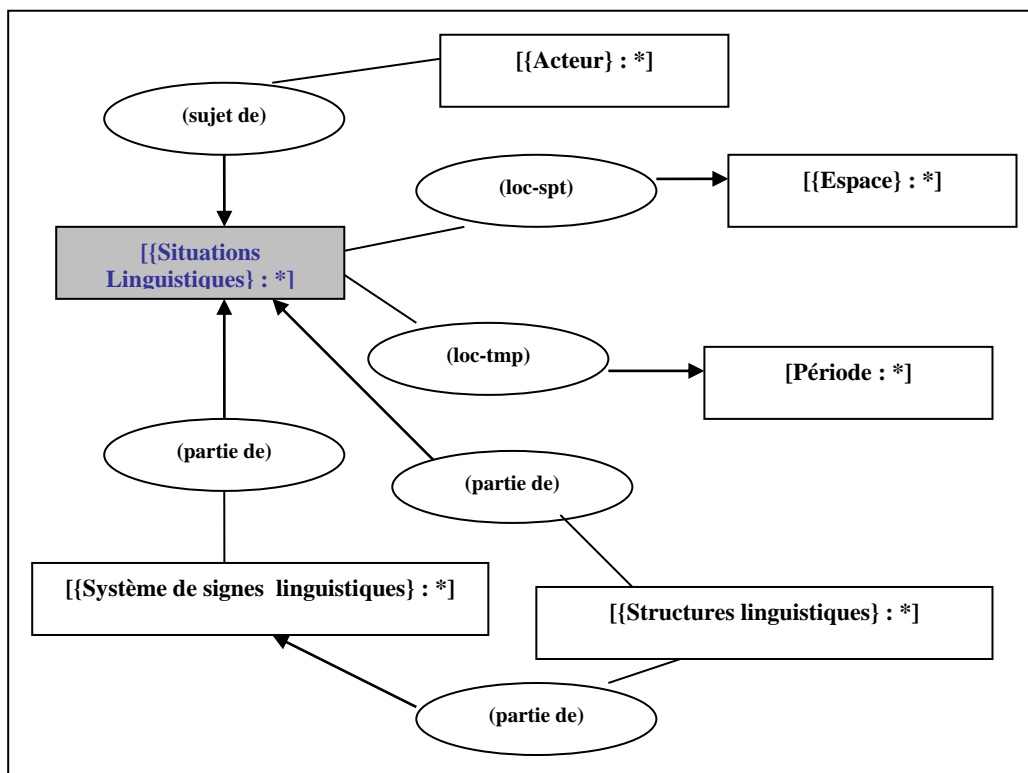 [{Acteur} : *]
(sujet de)
(loc-spt)
[{Espace} : *]
[{Situations
Linguistiques} : *]
(loc-tmp)
[Période : *]
(partie de)
(partie de)
[{Système de signes  linguistiques} : *]
[{Structures linguistiques} : *]
(partie de)